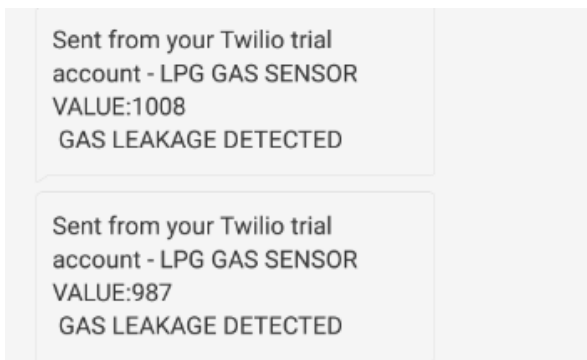 Sent from your Twilio trial
account - LPG GAS SENSOR
VALUE:1008
GAS LEAKAGE DETECTED
Sent from your Twilio trial
account - LPG GAS SENSOR
VALUE:987
GAS LEAKAGE DETECTED